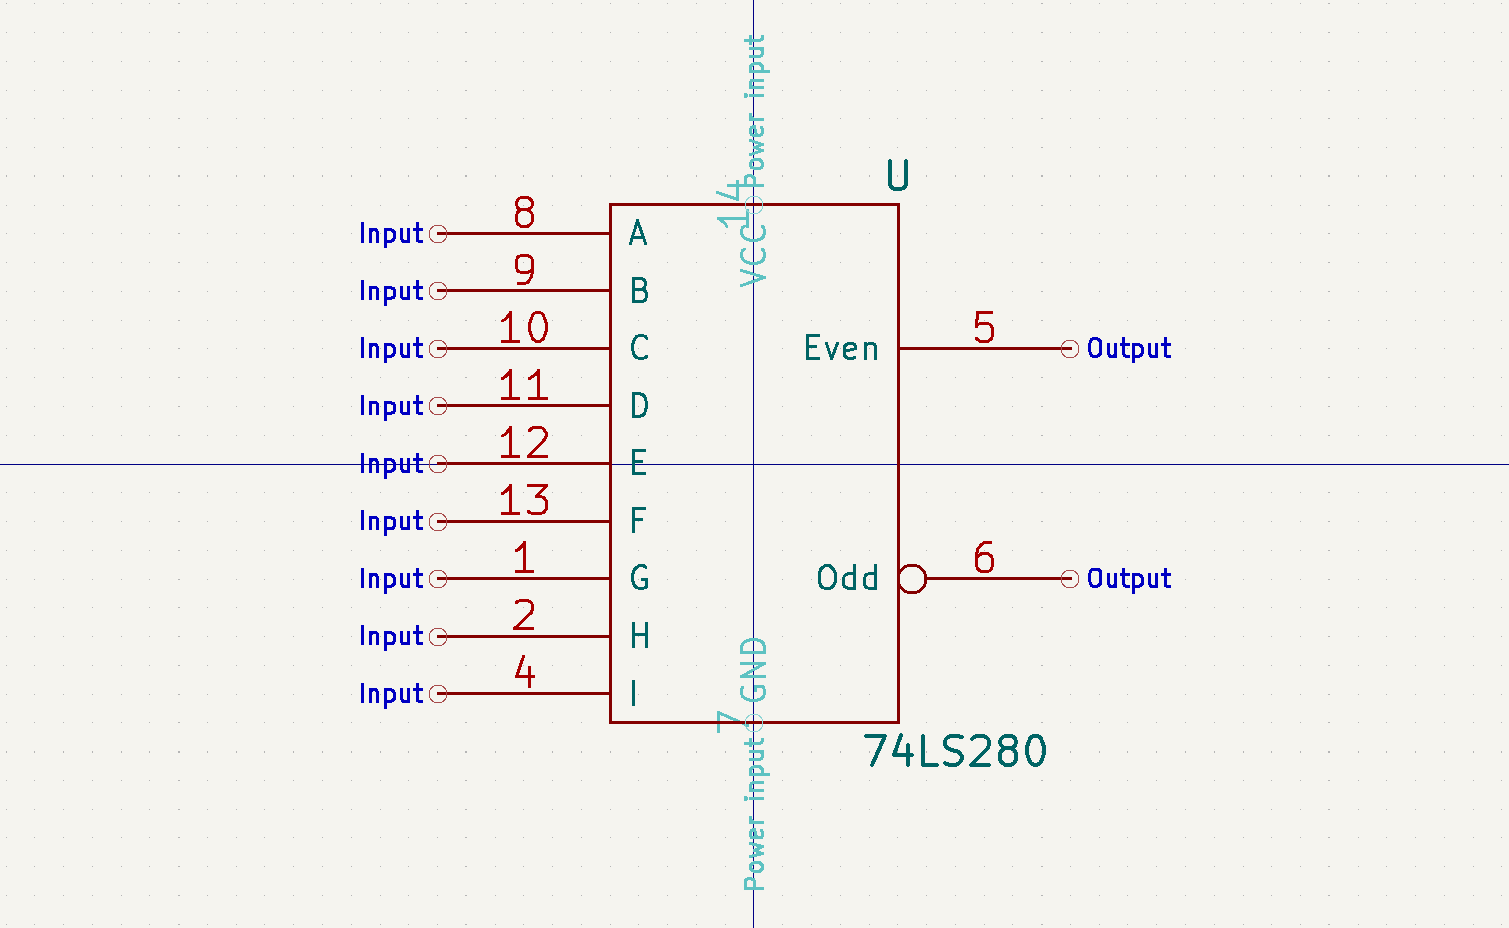 Power input
U
14
VCC
Input 8 A
Input 9 B
Input 10 C
Even 5 Output
Input 11 D
Input 12 E
Input 13 F
Input 1 G
Odd 6 Output
Input 2 H
Input 4 I
GND
7
74LS280
Power input